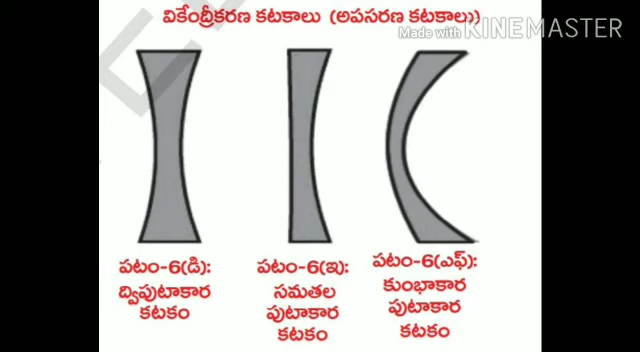 వికేంద్రీకరణ కటకాలు (అపసరణ కటకాలు)
Made with KINEMASTER
పటం-6(డి):
ద్విపుటాకార
కటకం
పటం-6(ఇ):
సమతల
పుటాకార
కటకం
పటం-6(ఎఫ్):
కుంభాకార
పుటాకార
కటకం